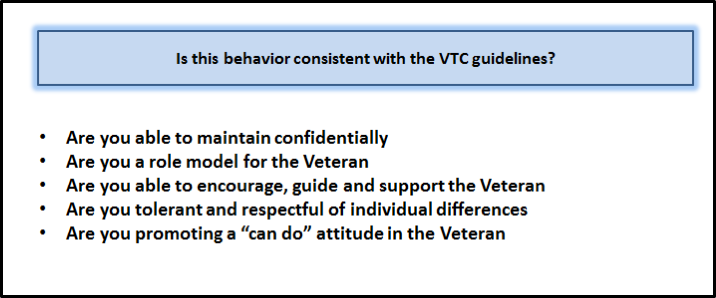 Is this behavior consistent with the VTC guidelines?
• Are you able to maintain confidentially
• Are you a role model for the Veteran
• Are you able to encourage, guide and support the Veteran
• Are you tolerant and respectful of individual differences
• Are you promoting a “can do” attitude in the Veteran